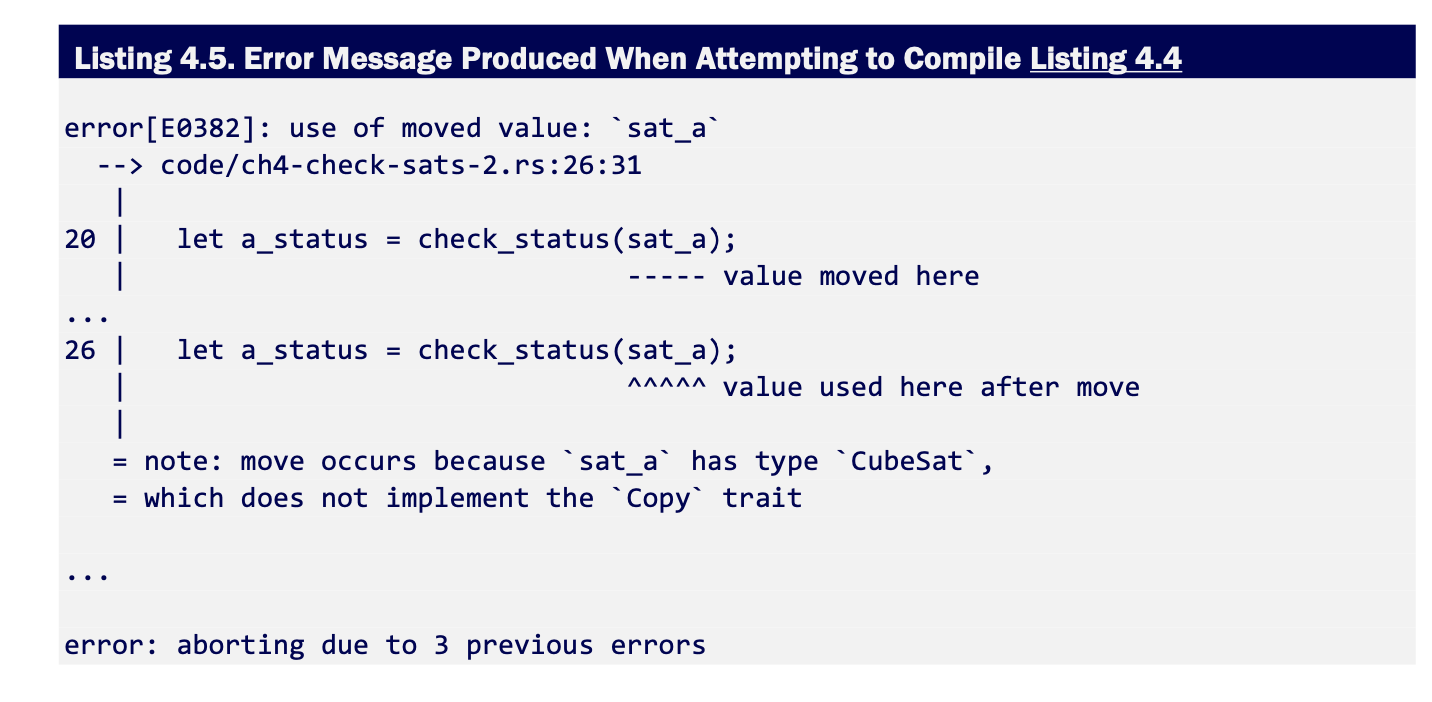 Listing 4.5. Error Message Produced When Attempting to Compile Listing 4.4
error[E0382]: use of moved value: `sat_a`
  --> code/ch4-check-sats-2.rs:26:31
   |
20 |   let a_status = check_status(sat_a);
   |                               ----- value moved here
...
26 |   let a_status = check_status(sat_a);
   |                               ^^^^^ value used here after move
   |
   = note: move occurs because `sat_a` has type `CubeSat`,
   = which does not implement the `Copy` trait
...
error: aborting due to 3 previous errors